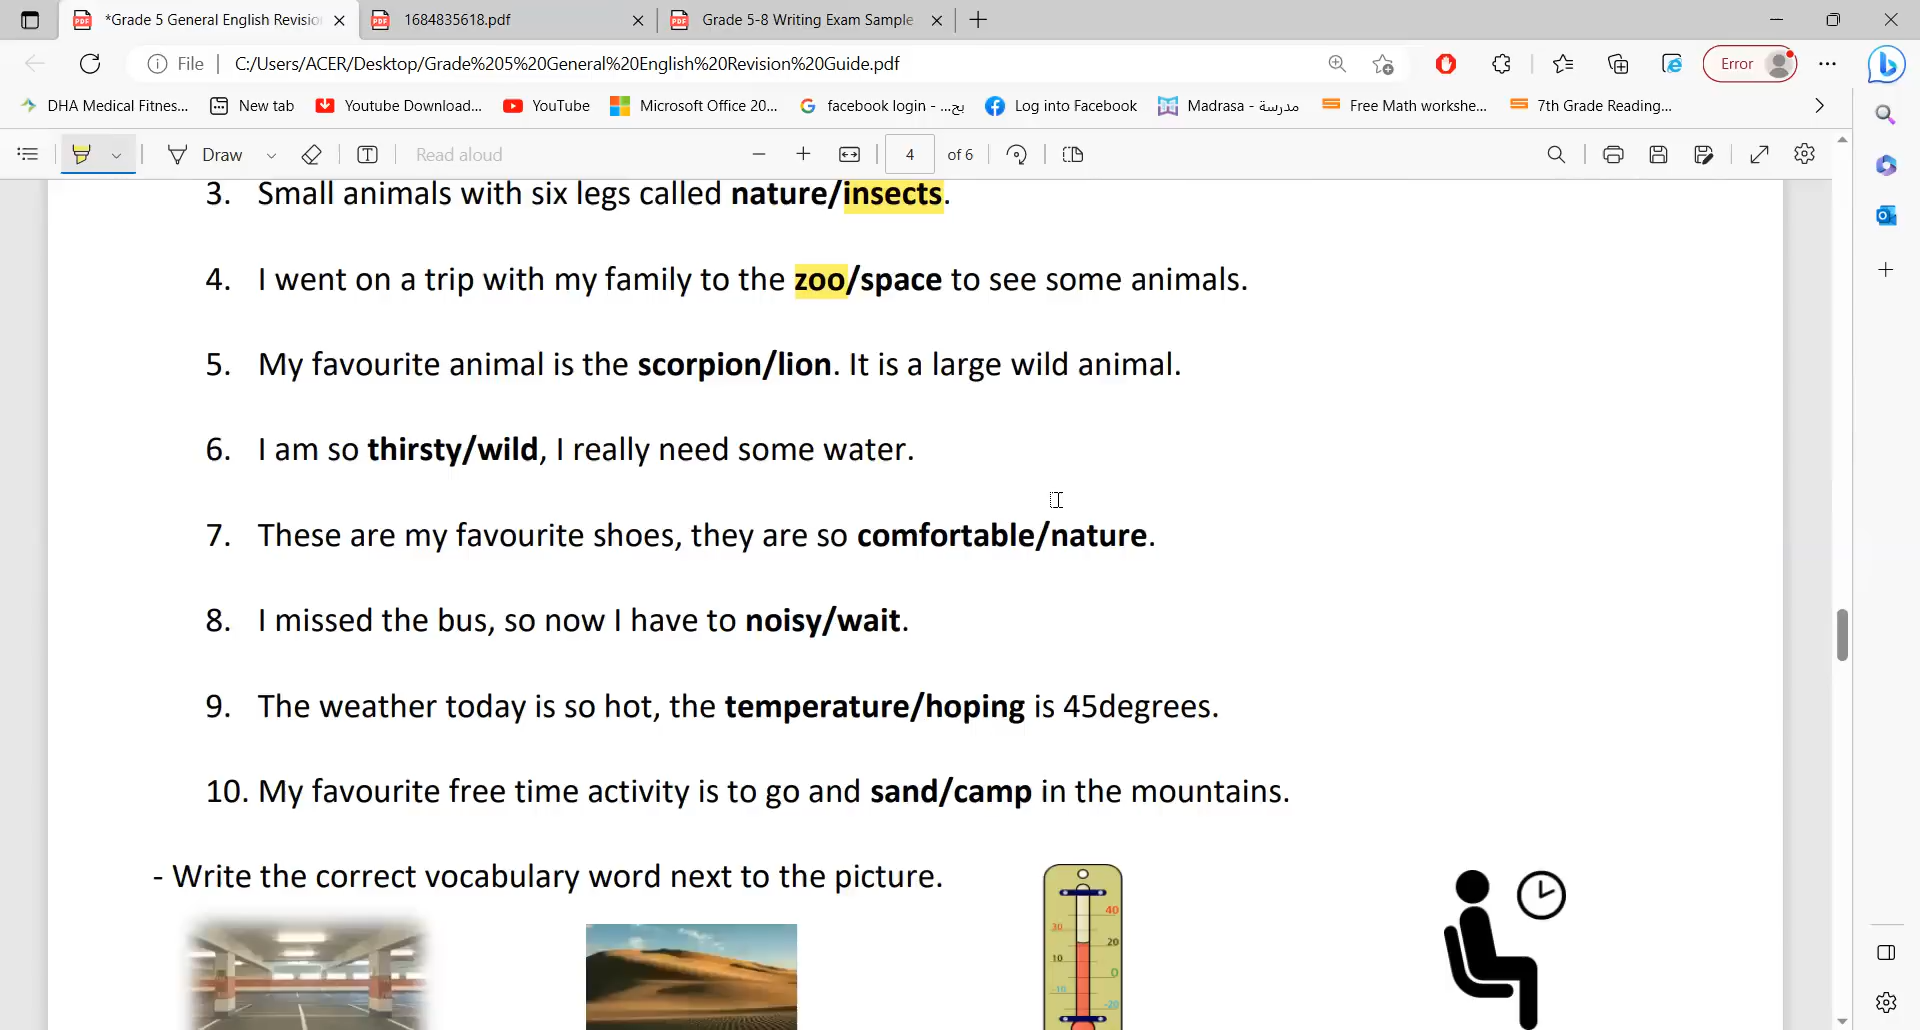 *Grade 5 General English Revisio
1684835618.pdf
Grade 5-8 Writing Exam Sample
File
C:/Users/ACER/Desktop/Grade%205%20General%20English%20Revision%20Guide.pdf
Error
DHA Medical Fitnes...
New tab
Youtube Download...
YouTube
Microsoft Office 20...
facebook login - ...بح
Log into Facebook
Madrasa - مدرسة
Free Math workshe...
7th Grade Reading...
Draw
Read aloud
4 of 6
3. Small animals with six legs called nature/insects.
4. I went on a trip with my family to the zoo/space to see some animals.
5. My favourite animal is the scorpion/lion. It is a large wild animal.
6. I am so thirsty/wild, I really need some water.
7. These are my favourite shoes, they are so comfortable/nature.
8. I missed the bus, so now I have to noisy/wait.
9. The weather today is so hot, the temperature/hoping is 45degrees.
10. My favourite free time activity is to go and sand/camp in the mountains.
- Write the correct vocabulary word next to the picture.
40
30
20
10
0
-10
-20